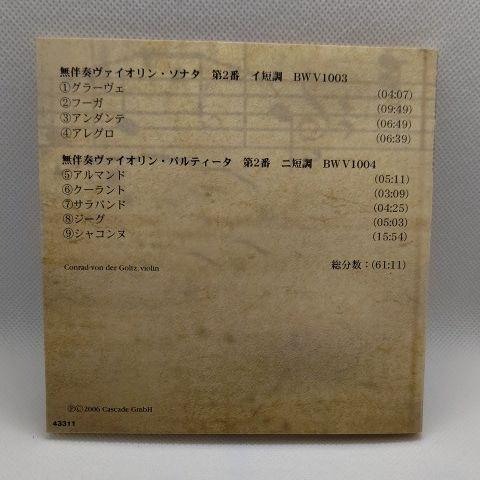 無伴奏ヴァイオリン・ソナタ 第2番 イ短調 BWV1003
①グラーヴェ (04:07)
②フーガ (09:49)
③アンダンテ (06:49)
④アレグロ (06:39)
無伴奏ヴァイオリン・パルティータ 第2番 ニ短調 BWV1004
⑤アルマンド (05:11)
⑥クーラント (03:09)
⑦サラバンド (04:25)
⑧ジーグ (05:03)
⑨シャコンヌ (15:54)
Conrad von der Goltz violin 総分数：(61:11)
ⓅⒸ2006 Cascade GmbH
43311